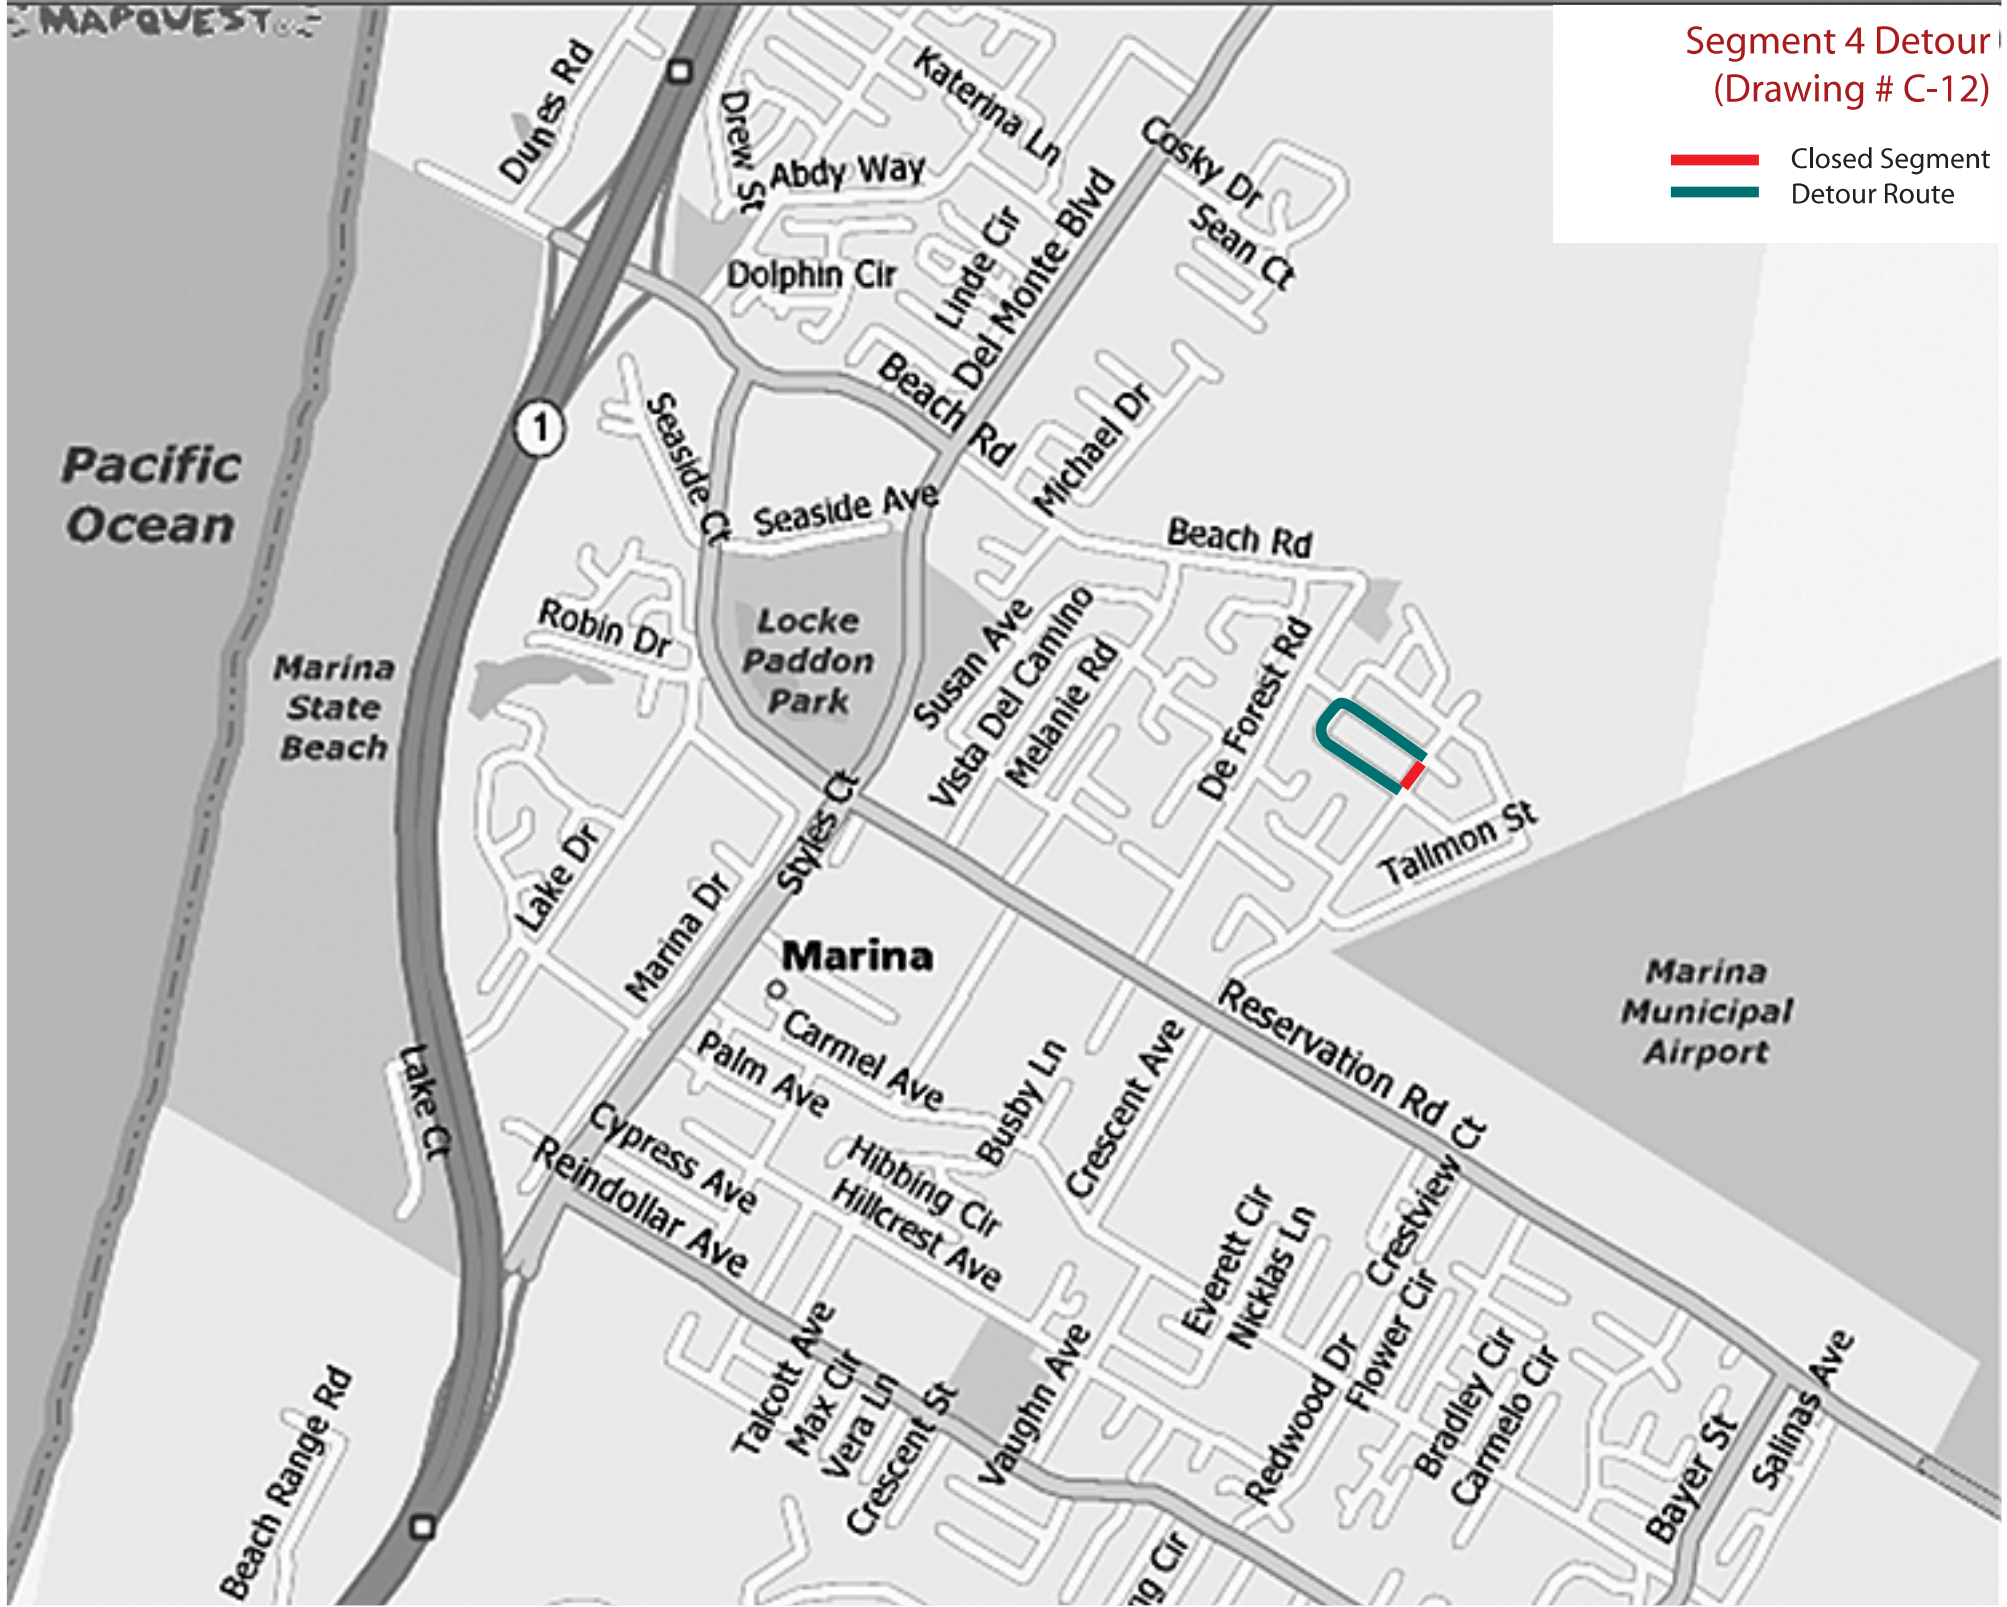 MAPQUEST
Segment 4 Detour
(Drawing # C-12)
Closed Segment
Detour Route
Dunes Rd
Drew St
Katerina Ln
Abdy Way
Cosky Dr
Sean Ct
Dolphin Cir
Linde Cir
Del Monte Blvd
Beach Rd
Michael Dr
1
Seaside Ct
Seaside Ave
Pacific
Ocean
Beach Rd
Robin Dr
Locke
Paddon
Park
Susan Ave
Vista Del Camino
Melanie Rd
De Forest Rd
Marina
State
Beach
Tallmon St
Styles Ct
Lake Dr
Marina Dr
Marina
Marina
Municipal
Airport
Reservation Rd Ct
Carmel Ave
Palm Ave
Busby Ln
Crescent Ave
Lake Ct
Cypress Ave
Reindollar Ave
Hibbing Cir
Hillcrest Ave
Everett Cir
Nicklas Ln
Crestview
Flower Cir
Redwood Dr
Bradley Cir
Carmelo Cir
Talcott Ave
Max Cir
Vera Ln
Crescent St
Vaughn Ave
Salinas Ave
Bayer St
Beach Range Rd
ng Cir